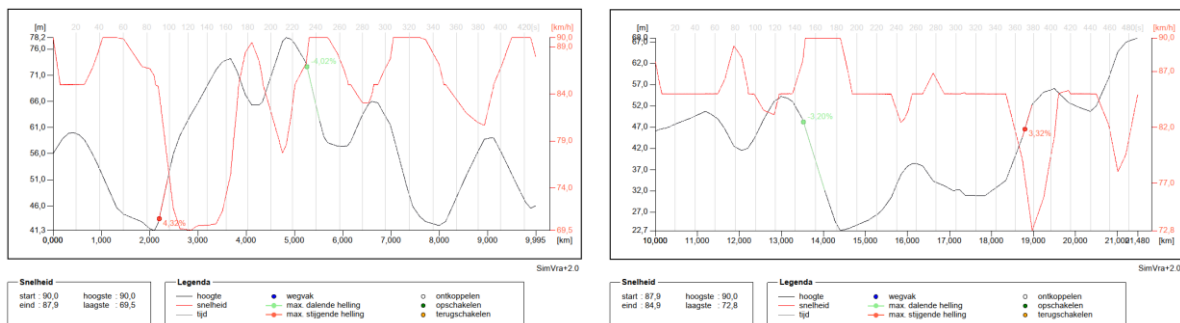 [m] 20 40 60 80 100 120 140 160 180 200 220 240 260 280 300 320 340 360 380 400 420[s] [km/h]
78,2 90,0
76,0 89,0
71,0
-4,02%
66,0 84,0
61,0
56,0 79,0
51,0
46,0 74,0
4,32%
41,3 69,5
0,000 1,000 2,000 3,000 4,000 5,000 6,000 7,000 8,000 9,000 9,995
[km]
SimVra+2.0
Snelheid
start : 90,0 hoogste : 90,0
eind : 87,9 laagste : 69,5
Legenda
hoogte wegvak ontkoppelen
snelheid max. dalende helling opschakelen
tijd max. stijgende helling terugschakelen
[m] 20 40 60 80 100 120 140 160 180 200 220 240 260 280 300 320 340 360 380 400 420 440 460 480[s] [km/h]
68,0 90,0
67,0
62,0 87,0
57,0
52,0
-3,20%
47,0 82,0
3,32%
42,0
37,0
32,0 77,0
27,0
22,7 72,8
10,000 11,000 12,000 13,000 14,000 15,000 16,000 17,000 18,000 19,000 20,000 21,000 21,480 [km]
SimVra+2.0
Snelheid
start : 87,9 hoogste : 90,0
eind : 84,9 laagste : 72,8
Legenda
hoogte wegvak ontkoppelen
snelheid max. dalende helling opschakelen
tijd max. stijgende helling terugschakelen